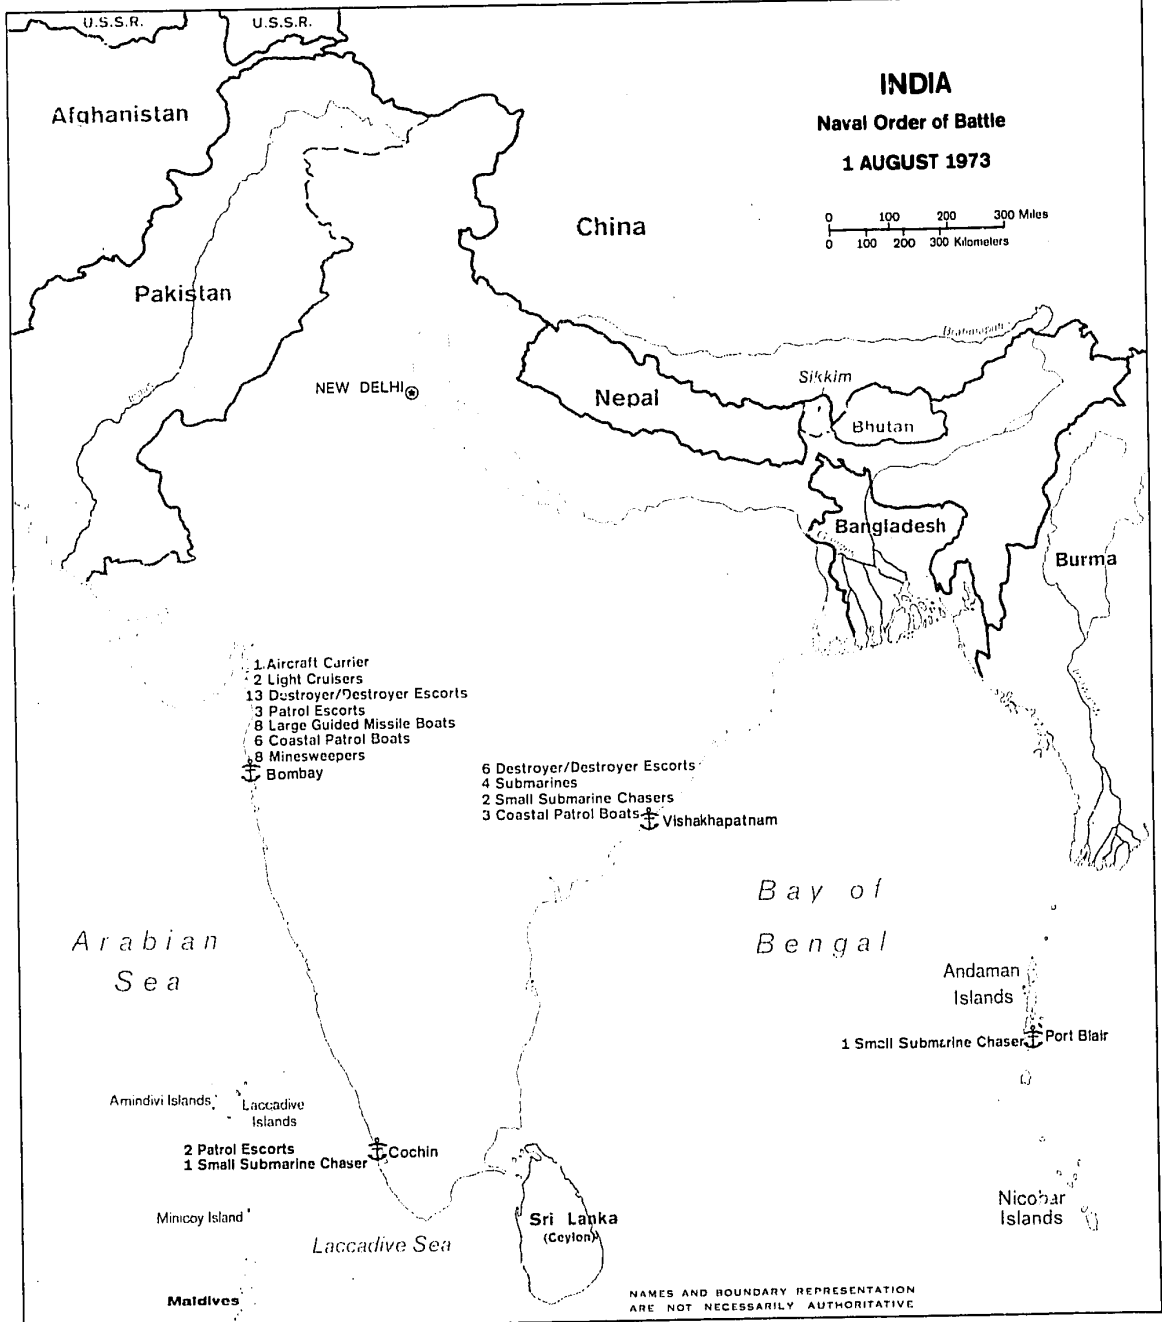 U.S.S.R.
U.S.S.R.
INDIA
Naval Order of Battle
1 AUGUST 1973
0 100 200 300 Miles
0 100 200 300 Kilometers
Afghanistan
China
Pakistan
NEW DELHI
Nepal
Sikkim
Bhutan
Bangladesh
Burma
1 Aircraft Carrier
2 Light Cruisers
13 Destroyer/Destroyer Escorts
3 Patrol Escorts
8 Large Guided Missile Boats
6 Coastal Patrol Boats
8 Minesweepers
Bombay
6 Destroyer/Destroyer Escorts
4 Submarines
2 Small Submarine Chasers
3 Coastal Patrol Boats
Vishakhapatnam
Bay of
Bengal
Arabian
Sea
Andaman
Islands
1 Small Submarine Chaser
Port Blair
Amindivi Islands
Laccadive
Islands
2 Patrol Escorts
1 Small Submarine Chaser
Cochin
Minicoy Island
Laccadive Sea
Sri Lanka
(Ceylon)
Nicobar
Islands
Maldives
NAMES AND BOUNDARY REPRESENTATION
ARE NOT NECESSARILY AUTHORITATIVE